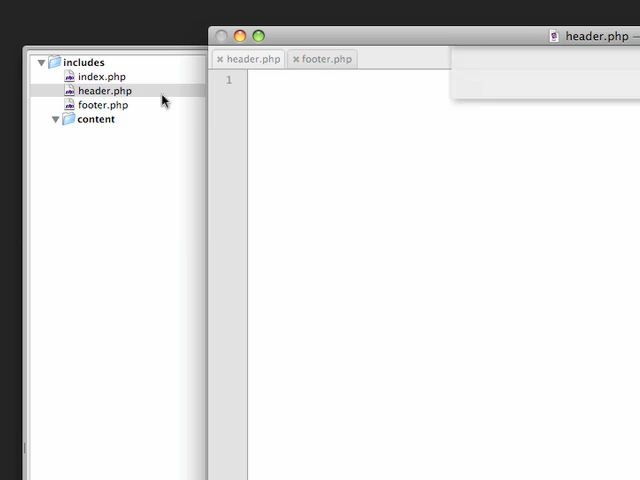 header.php —
header.php
footer.php
1
includes
index.php
header.php
footer.php
content